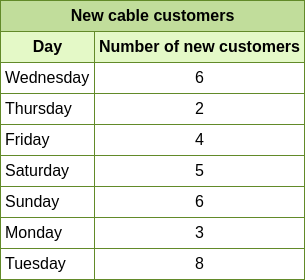 New cable customers
Day Number of new customers
Wednesday 6
Thursday 2
Friday 4
Saturday 5
Sunday 6
Monday 3
Tuesday 8